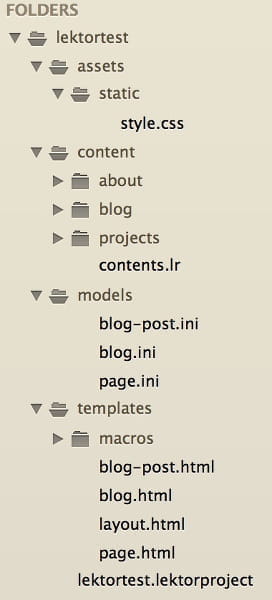 FOLDERS
lektortest
assets
static
style.css
content
about
blog
projects
contents.lr
models
blog-post.ini
blog.ini
page.ini
templates
macros
blog-post.html
blog.html
layout.html
page.html
lektortest.lektorproject